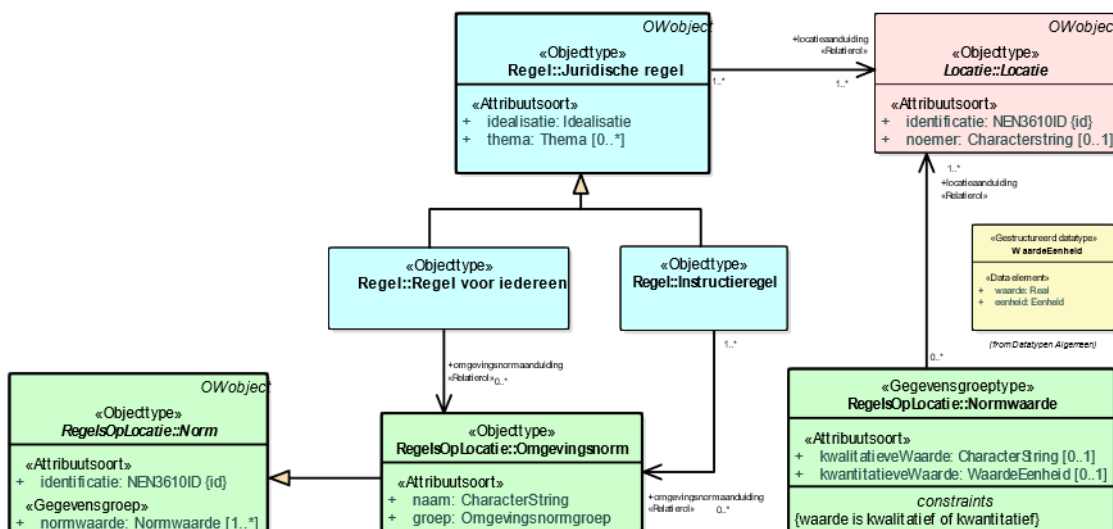 OWobject
«Objecttype»
Regel::Juridische regel
«Attribuutsoort»
+ idealisatie: Idealisatie
+ thema: Thema [0..*]
+locatieaanduiding
«Relatierol»
1..*
1..*
OWobject
«Objecttype»
Locatie::Locatie
«Attribuutsoort»
+ identificatie: NEN3610ID {id}
+ noemer: Characterstring [0..1]
1..*
+locatieaanduiding
«Relatierol»
«Objecttype»
Regel::Regel voor iedereen
«Objecttype»
Regel::Instructieregel
«Gestructureerd datatype»
WaardeEenheid
«Data element»
+ waarde: Real
+ eenheid: Eenheid
(from Datatypen Algemeen)
1..*
0..*
+omgevingsnormaanduiding
«Relatierol» 0..*
OWobject
«Objecttype»
RegelsOpLocatie::Norm
«Attribuutsoort»
+ identificatie: NEN3610ID {id}
«Gegevensgroep»
+ normwaarde: Normwaarde [1..*]
«Objecttype»
RegelsOpLocatie::Omgevingsnorm
«Attribuutsoort»
+ naam: CharacterString
+ groep: Omgevingsnormgroep
+omgevingsnormaanduiding
«Relatierol» 0..*
«Gegevensgroeptype»
RegelsOpLocatie::Normwaarde
«Attribuutsoort»
+ kwalitatieveWaarde: CharacterString [0..1]
+ kwantitatieveWaarde: WaardeEenheid [0..1]
constraints
{waarde is kwalitatief of kwantitatief}